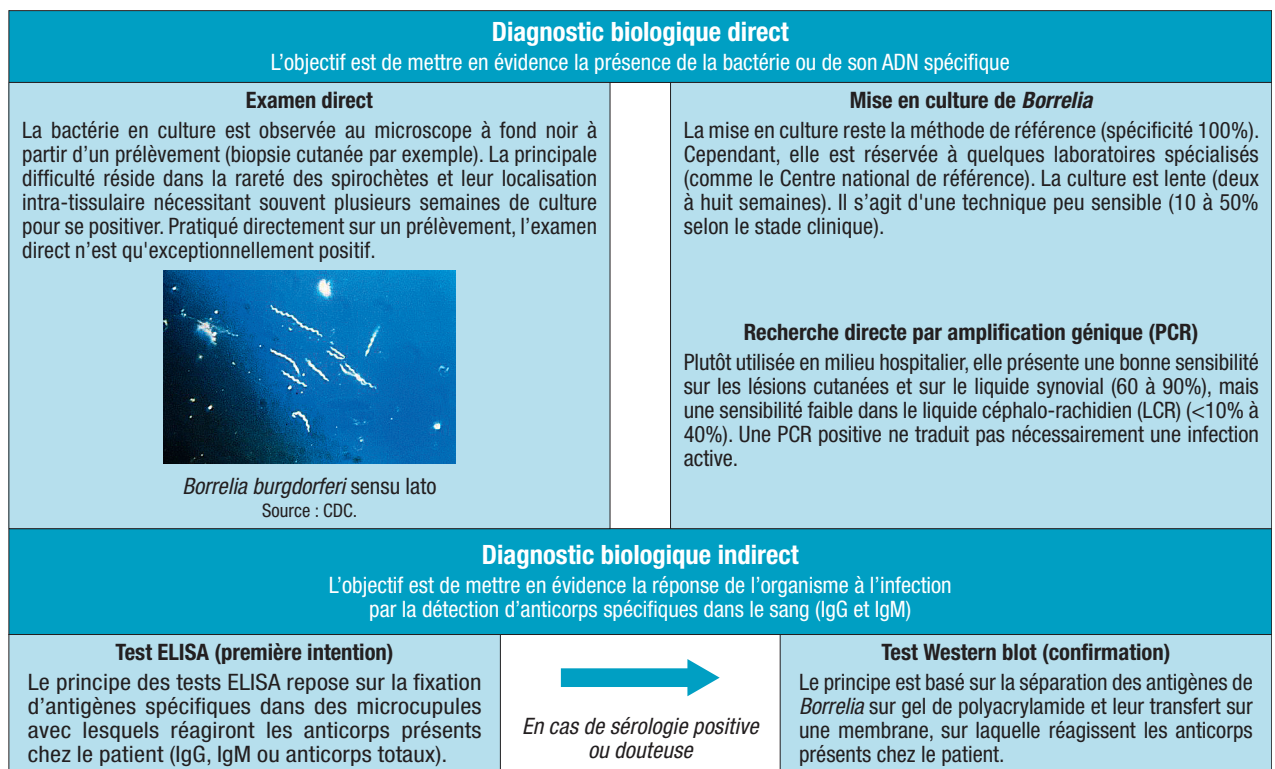 Diagnostic biologique direct
L'objectif est de mettre en évidence la présence de la bactérie ou de son ADN spécifique
Examen direct
La bactérie en culture est observée au microscope à fond noir à
partir d'un prélèvement (biopsie cutanée par exemple). La principale
difficulté réside dans la rareté des spirochètes et leur localisation
intra-tissulaire nécessitant souvent plusieurs semaines de culture
pour se positiver. Pratiqué directement sur un prélèvement, l'examen
direct n'est qu'exceptionnellement positif.
Borrelia burgdorferi sensu lato
Source : CDC.
Mise en culture de Borrelia
La mise en culture reste la méthode de référence (spécificité 100%).
Cependant, elle est réservée à quelques laboratoires spécialisés
(comme le Centre national de référence). La culture est lente (deux
à huit semaines). Il s'agit d'une technique peu sensible (10 à 50%
selon le stade clinique).
Recherche directe par amplification génique (PCR)
Plutôt utilisée en milieu hospitalier, elle présente une bonne sensibilité
sur les lésions cutanées et sur le liquide synovial (60 à 90%), mais
une sensibilité faible dans le liquide céphalo-rachidien (LCR) (<10% à
40%). Une PCR positive ne traduit pas nécessairement une infection
active.
Diagnostic biologique indirect
L'objectif est de mettre en évidence la réponse de l'organisme à l'infection
par la détection d'anticorps spécifiques dans le sang (IgG et IgM)
Test ELISA (première intention)
Le principe des tests ELISA repose sur la fixation
d'antigènes spécifiques dans des microcupules
avec lesquels réagiront les anticorps présents
chez le patient (IgG, IgM ou anticorps totaux).
En cas de sérologie positive
ou douteuse
Test Western blot (confirmation)
Le principe est basé sur la séparation des antigènes de
Borrelia sur gel de polyacrylamide et leur transfert sur
une membrane, sur laquelle réagissent les anticorps
présents chez le patient.